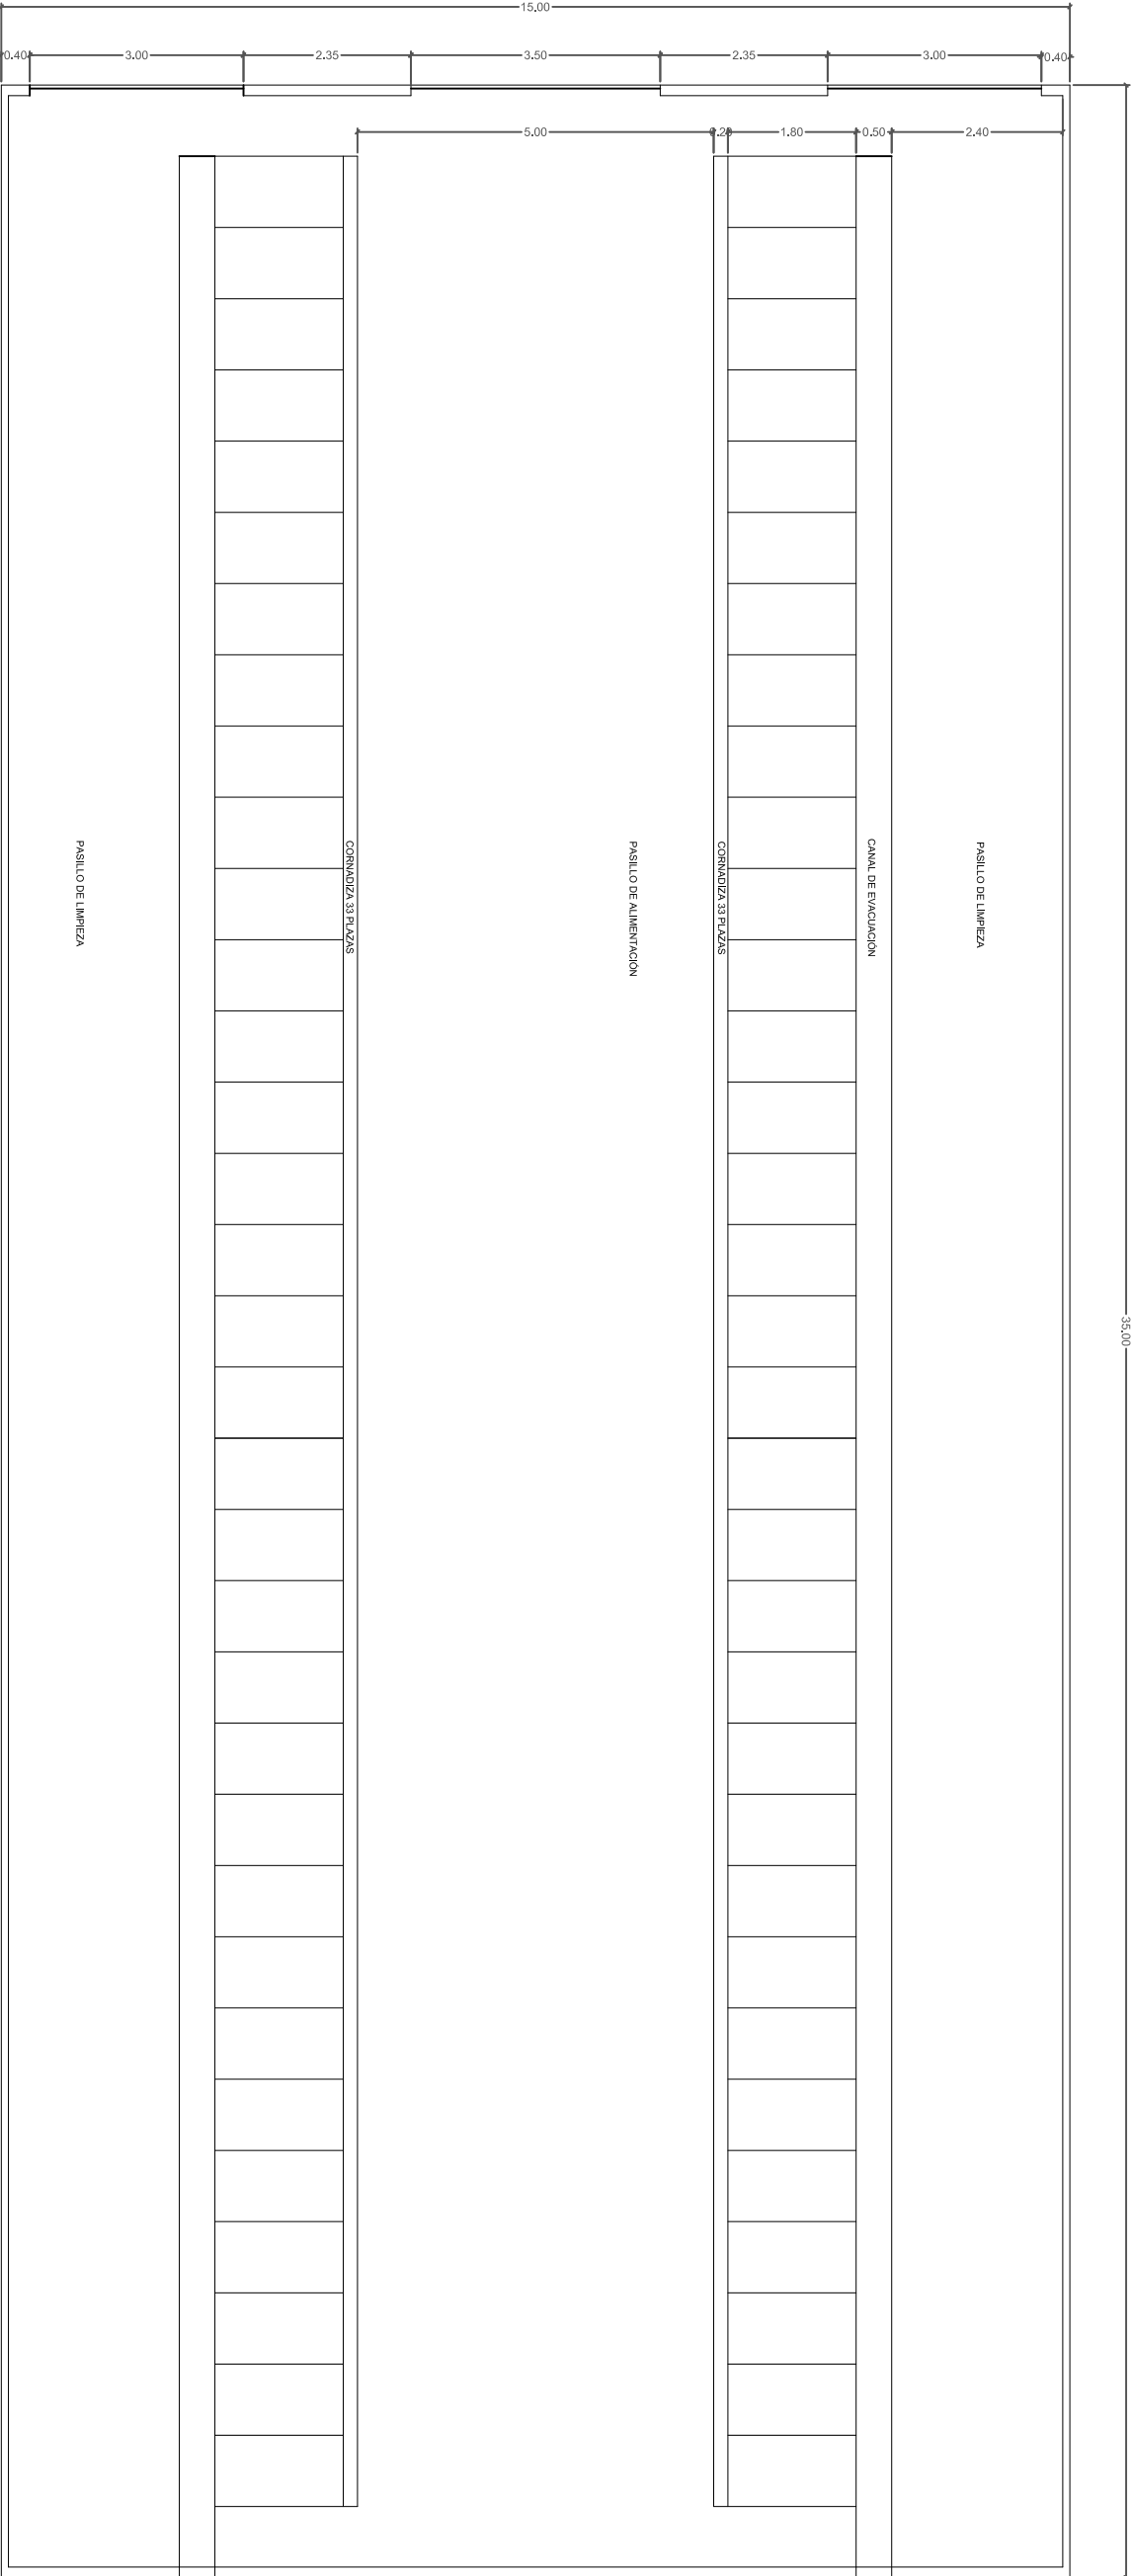 15.00
0.40
3.00
2.35
3.50
2.35
3.00
0.40
5.00
0.20
1.80
0.50
2.40
PASILLO DE LIMPIEZA
CORNADIZA 33 PLAZAS
PASILLO DE ALIMENTACIÓN
CORNADIZA 33 PLAZAS
CANAL DE EVACUACIÓN
PASILLO DE LIMPIEZA
35.00